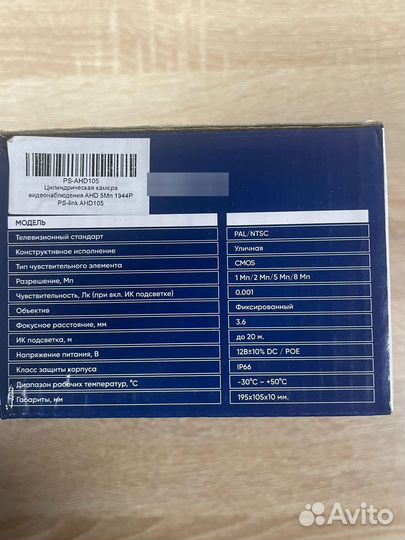 PS-AHD105
Цилиндрическая камера
видеонаблюдения AHD 5Мп 1944P
PS-link AHD105
МОДЕЛЬ
Телевизионный стандарт PAL/NTSC
Конструктивное исполнение Уличная
Тип чувствительного элемента CMOS
Разрешение, Мп 1 Мп/2 Мп/5 Мп/8 Мп
Чувствительность, Лк (при вкл. ИК подсветке) 0.001
Объектив Фиксированный
Фокусное расстояние, мм 3.6
ИК подсветка, м до 20 м.
Напряжение питания, В 12В±10% DC / POE
Класс защиты корпуса IP66
Диапазон рабочих температур, °C -30°C – +50°C
Габариты, мм 195x105x10 мм.
Avito